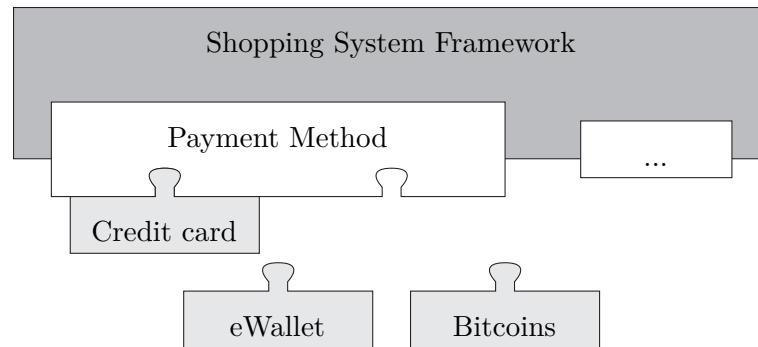 Shopping System Framework
Payment Method
...
Credit card
eWallet
Bitcoins